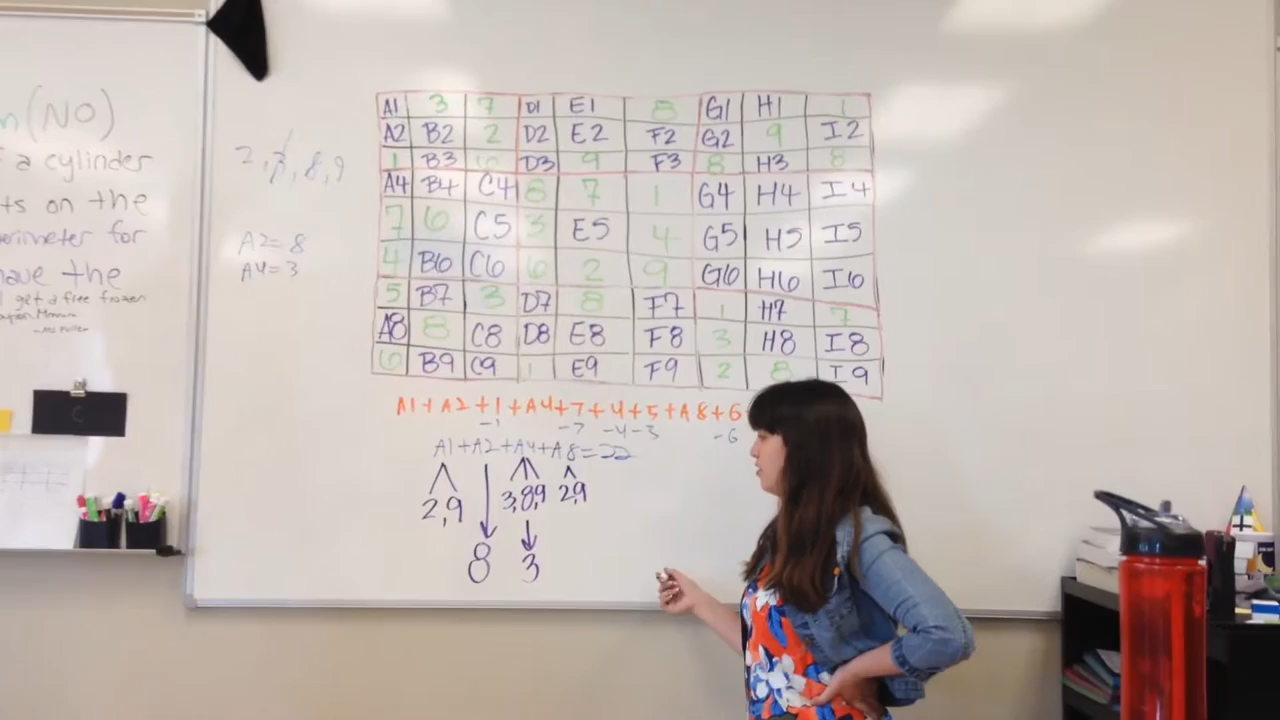 (NO)
a cylinder
ts on the
erimeter for
have the
get a free frozen
2, 3, 8, 9
A2=8
A4=3
A1 3 7 D1 E1 8 G1 H1 1
A2 B2 2 D2 E2 F2 G2 9 I2
1 B3 6 D3 9 F3 8 H3 8
A4 B4 C4 8 7 1 G4 H4 I4
7 6 C5 3 E5 4 G5 H5 I5
4 B6 C6 6 2 9 G6 H6 I6
5 B7 3 D7 8 F7 1 H7 7
A8 8 C8 D8 E8 F8 3 H8 I8
6 B9 C9 1 E9 F9 2 8 I9
A1+A2+1+A4+7+4+5+A8+6
-1 -7 -4 -5 -6
A1+A2+A4+A8=22
2,9 3,8,9 2,9
8 3
C